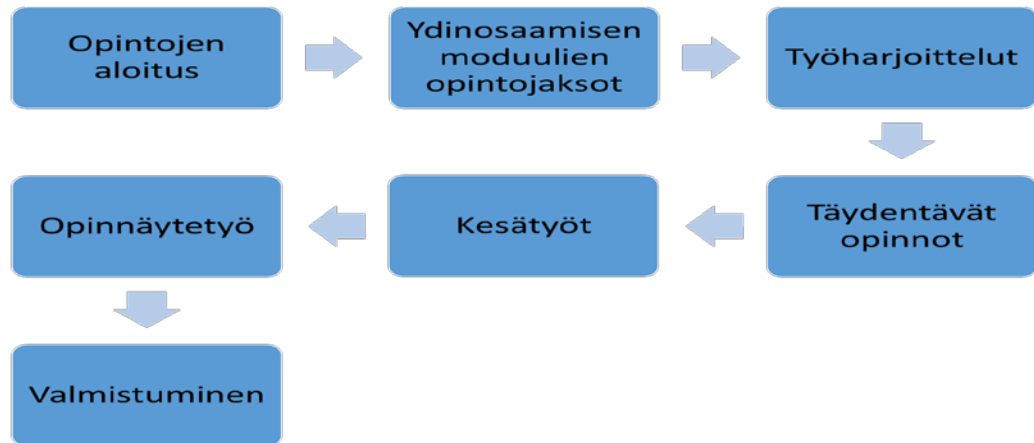 Opintojen
aloitus
Ydinosaamisen
moduulien
opintojaksot
Työharjoittelut
Täydentävät
opinnot
Kesätyöt
Opinnäytetyö
Valmistuminen